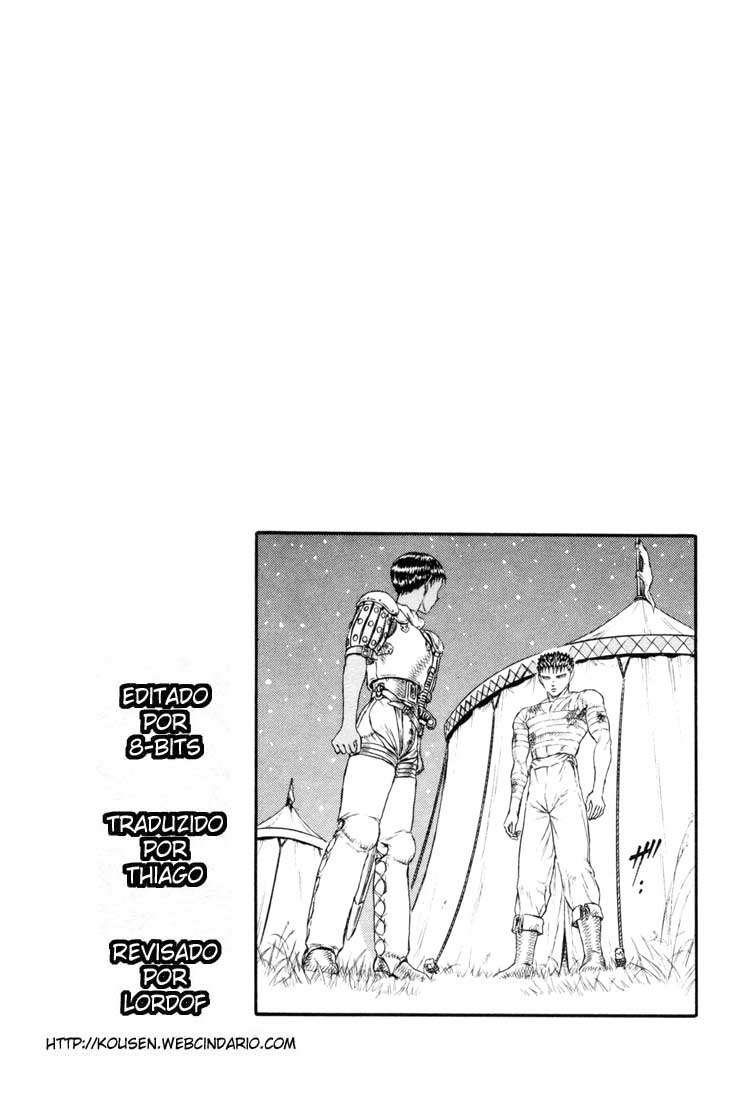 EDITADO
POR
8-BITS
TRADUZIDO
POR
THIAGO
REVISADO
POR
LORDOF
HTTP://KOUSEN.WEBCINDARIO.COM